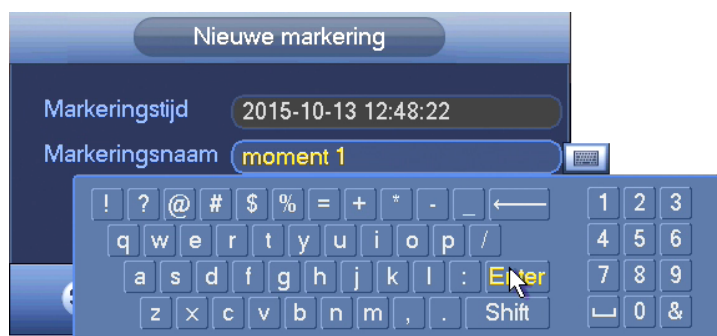 Nieuwe markering
Markeringstijd 2015-10-13 12:48:22
Markeringsnaam moment 1
! ? @ # $ % = + * - _ ← 1 2 3
q w e r t y u i o p / 4 5 6
a s d f g h j k l : Enter 7 8 9
z x c v b n m , . Shift ⌴ 0 &